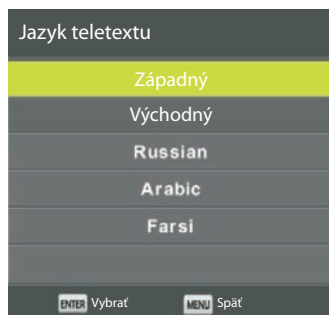 Jazyk teletextu
Západný
Východný
Russian
Arabic
Farsi
ENTER Vybrať MENU Späť